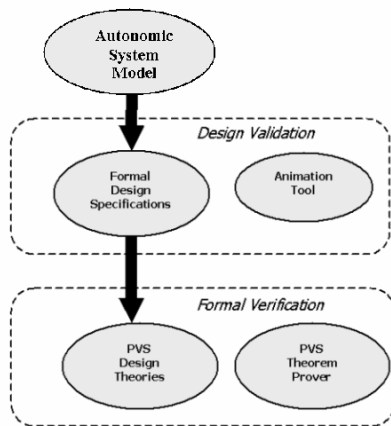 Autonomic
System
Model
Design Validation
Formal
Design
Specifications
Animation
Tool
Formal Verification
PVS
Design
Theories
PVS
Theorem
Prover